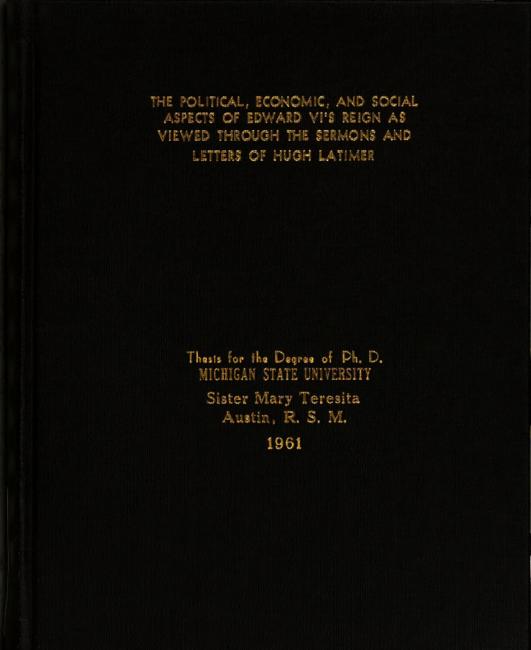 THE POLITICAL, ECONOMIC, AND SOCIAL
ASPECTS OF EDWARD VI'S REIGN AS
VIEWED THROUGH THE SERMONS AND
LETTERS OF HUGH LATIMER
Thesis for the Degree of Ph. D.
MICHIGAN STATE UNIVERSITY
Sister Mary Teresita
Austin, R. S. M.
1961